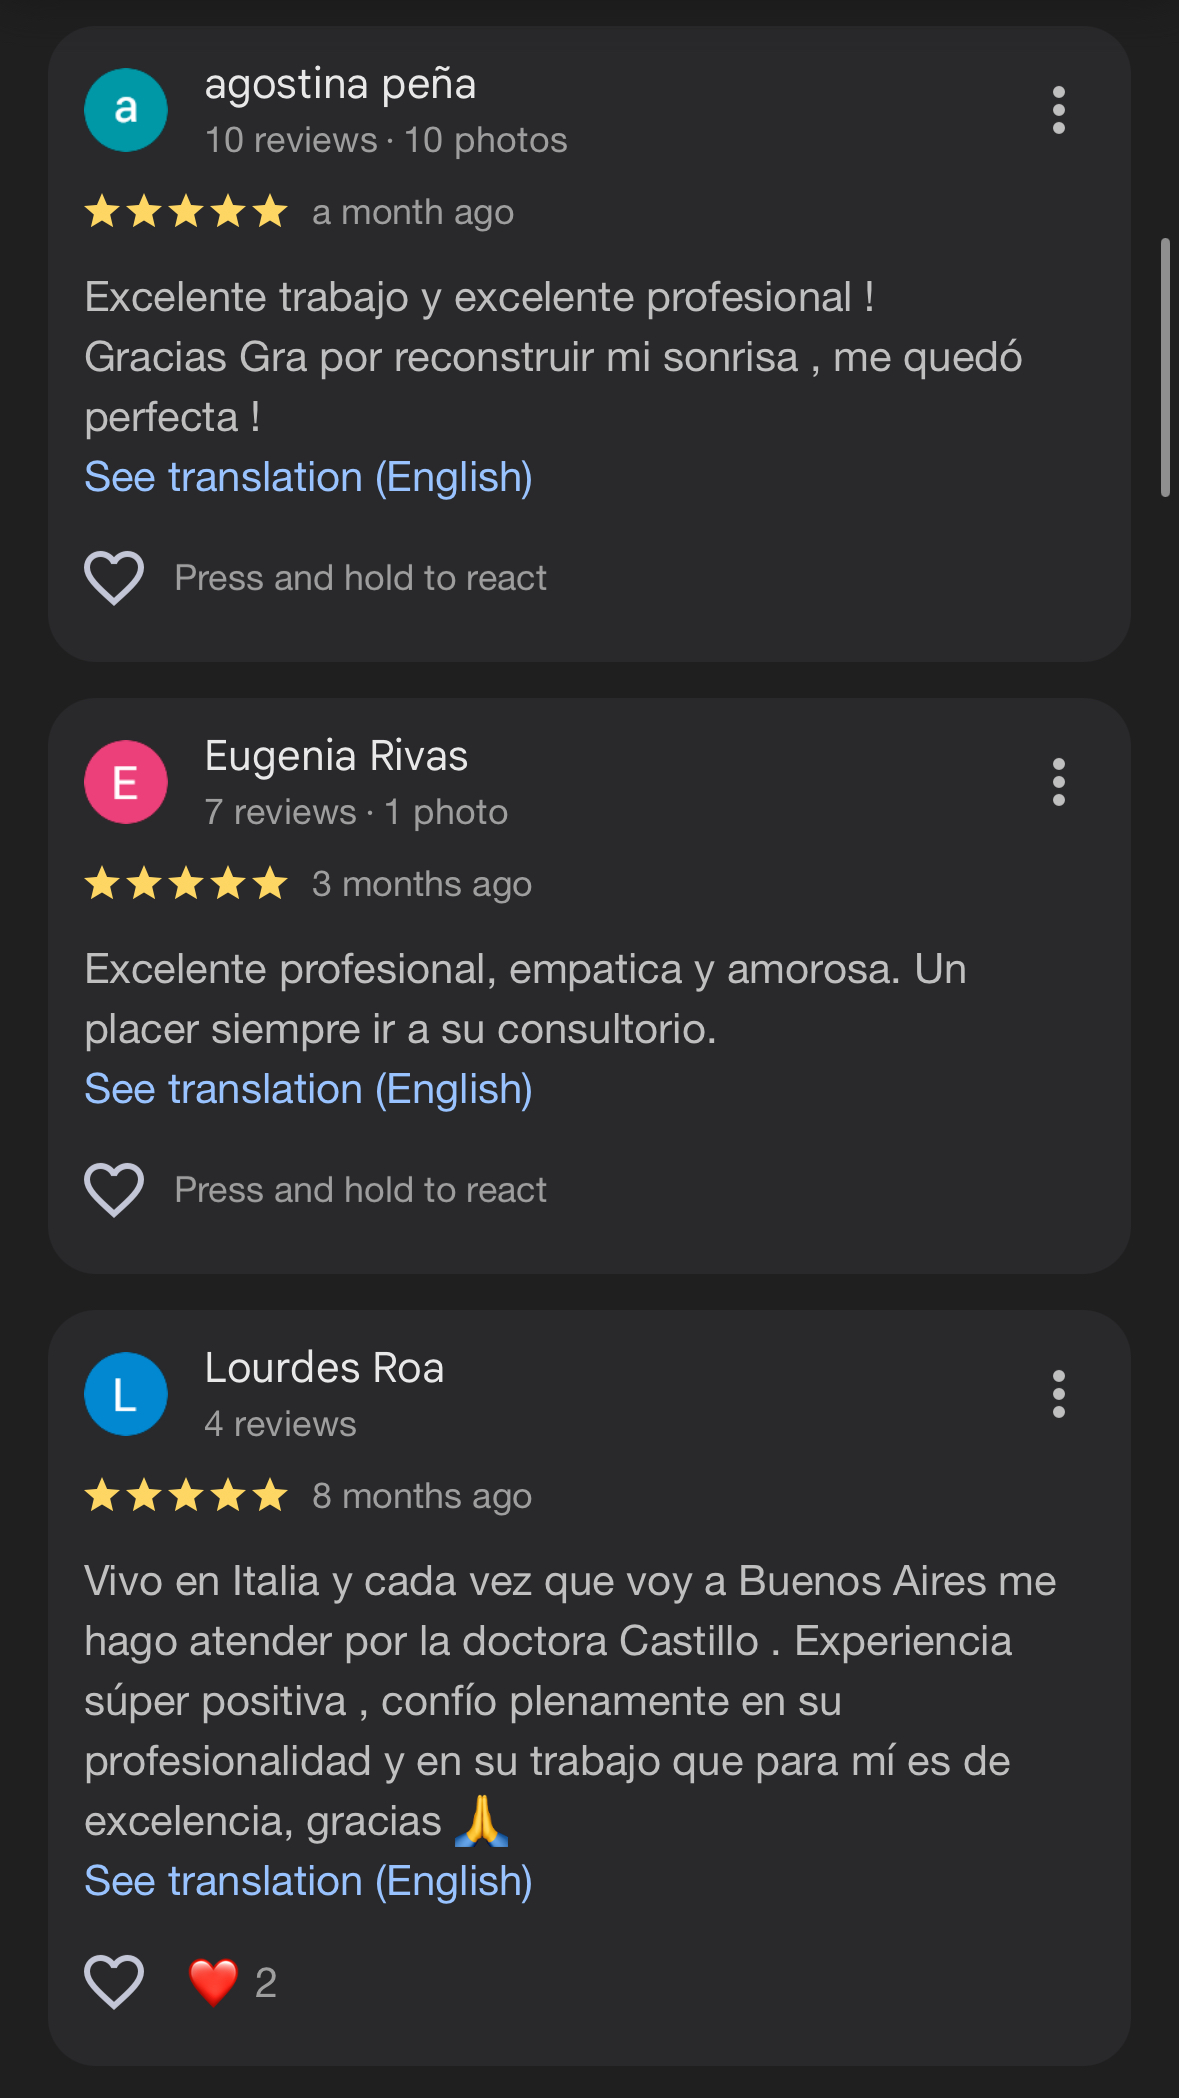 a
agostina peña
10 reviews · 10 photos
a month ago
Excelente trabajo y excelente profesional !
Gracias Gra por reconstruir mi sonrisa , me quedó
perfecta !
See translation (English)
Press and hold to react
E
Eugenia Rivas
7 reviews · 1 photo
3 months ago
Excelente profesional, empatica y amorosa. Un
placer siempre ir a su consultorio.
See translation (English)
Press and hold to react
L
Lourdes Roa
4 reviews
8 months ago
Vivo en Italia y cada vez que voy a Buenos Aires me
hago atender por la doctora Castillo . Experiencia
súper positiva , confío plenamente en su
profesionalidad y en su trabajo que para mí es de
excelencia, gracias 🙏
See translation (English)
❤️ 2